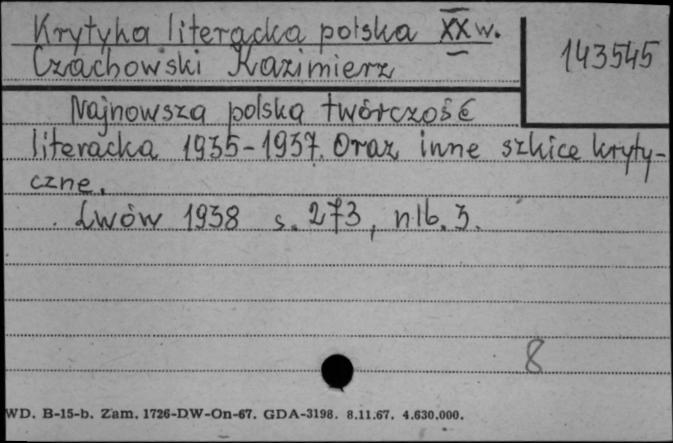 Krytyka literacka polska XX w.
Czachowski Kazimierz
143545
Najnowsza polska twórczość
literacka 1935-1937. Oraz inne szkice kryty-
czne.
Lwów 1938 s. 273, nlb. 3.
8
WD. B-15-b. Zam. 1726-DW-On-67. GDA-3198. 8.11.67. 4.630.000.